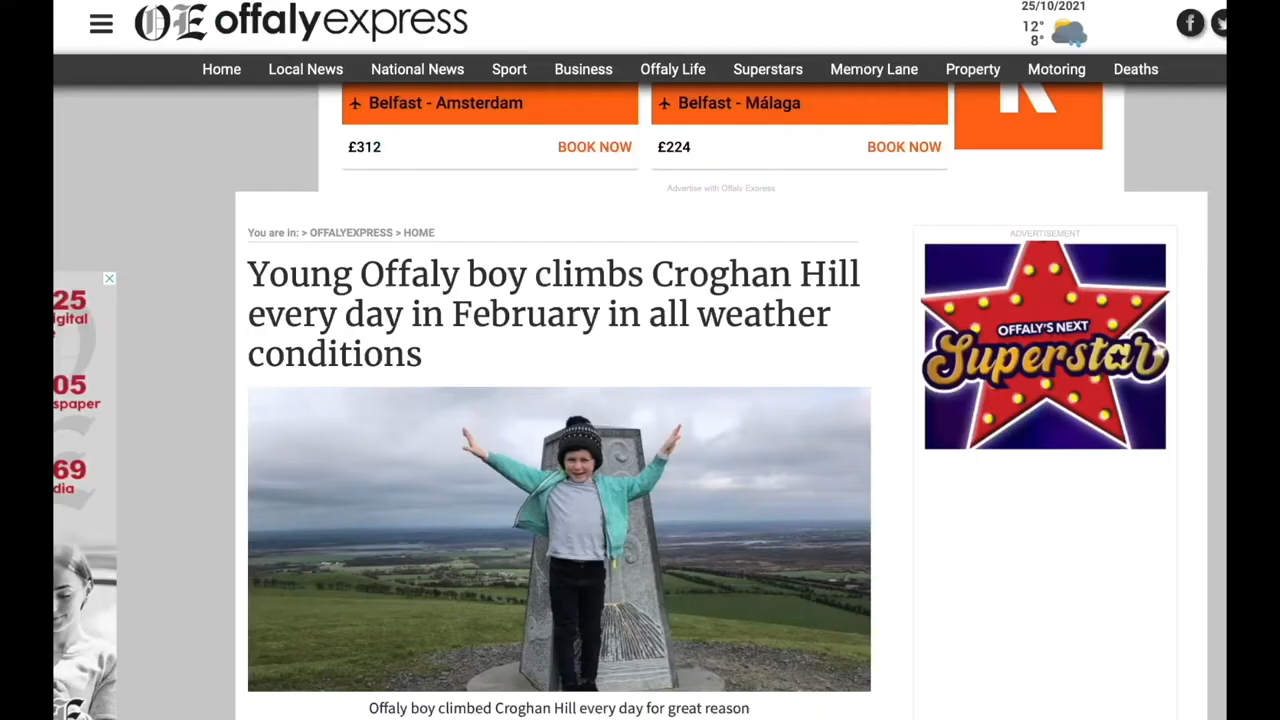 OE offalyexpress
25/10/2021
12°
8°
Home Local News National News Sport Business Offaly Life Superstars Memory Lane Property Motoring Deaths
Belfast - Amsterdam
£312 BOOK NOW
Belfast - Málaga
£224 BOOK NOW
Advertise with Offaly Express
You are in: > OFFALYEXPRESS > HOME
Young Offaly boy climbs Croghan Hill
every day in February in all weather
conditions
Offaly boy climbed Croghan Hill every day for great reason
ADVERTISEMENT
OFFALY'S NEXT
Superstar
25
igital
05
spaper
69
dia